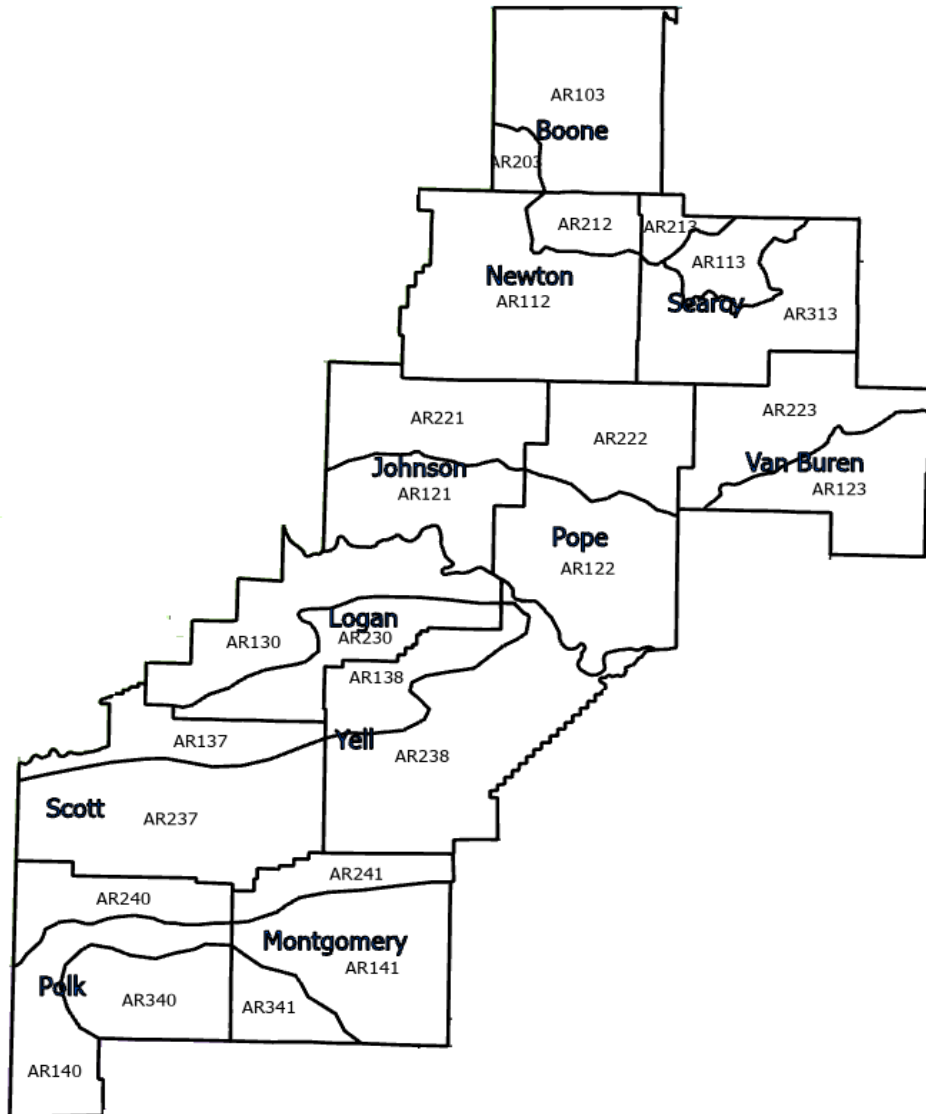 AR103
Boone
AR203
AR212
AR213
AR113
Newton
AR112
Searcy
AR313
AR221
AR222
AR223
Johnson
AR121
Van Buren
AR123
Pope
AR122
Logan
AR130
AR230
AR138
AR137
Yell
AR238
Scott
AR237
AR241
AR240
Montgomery
AR141
Polk
AR340
AR341
AR140